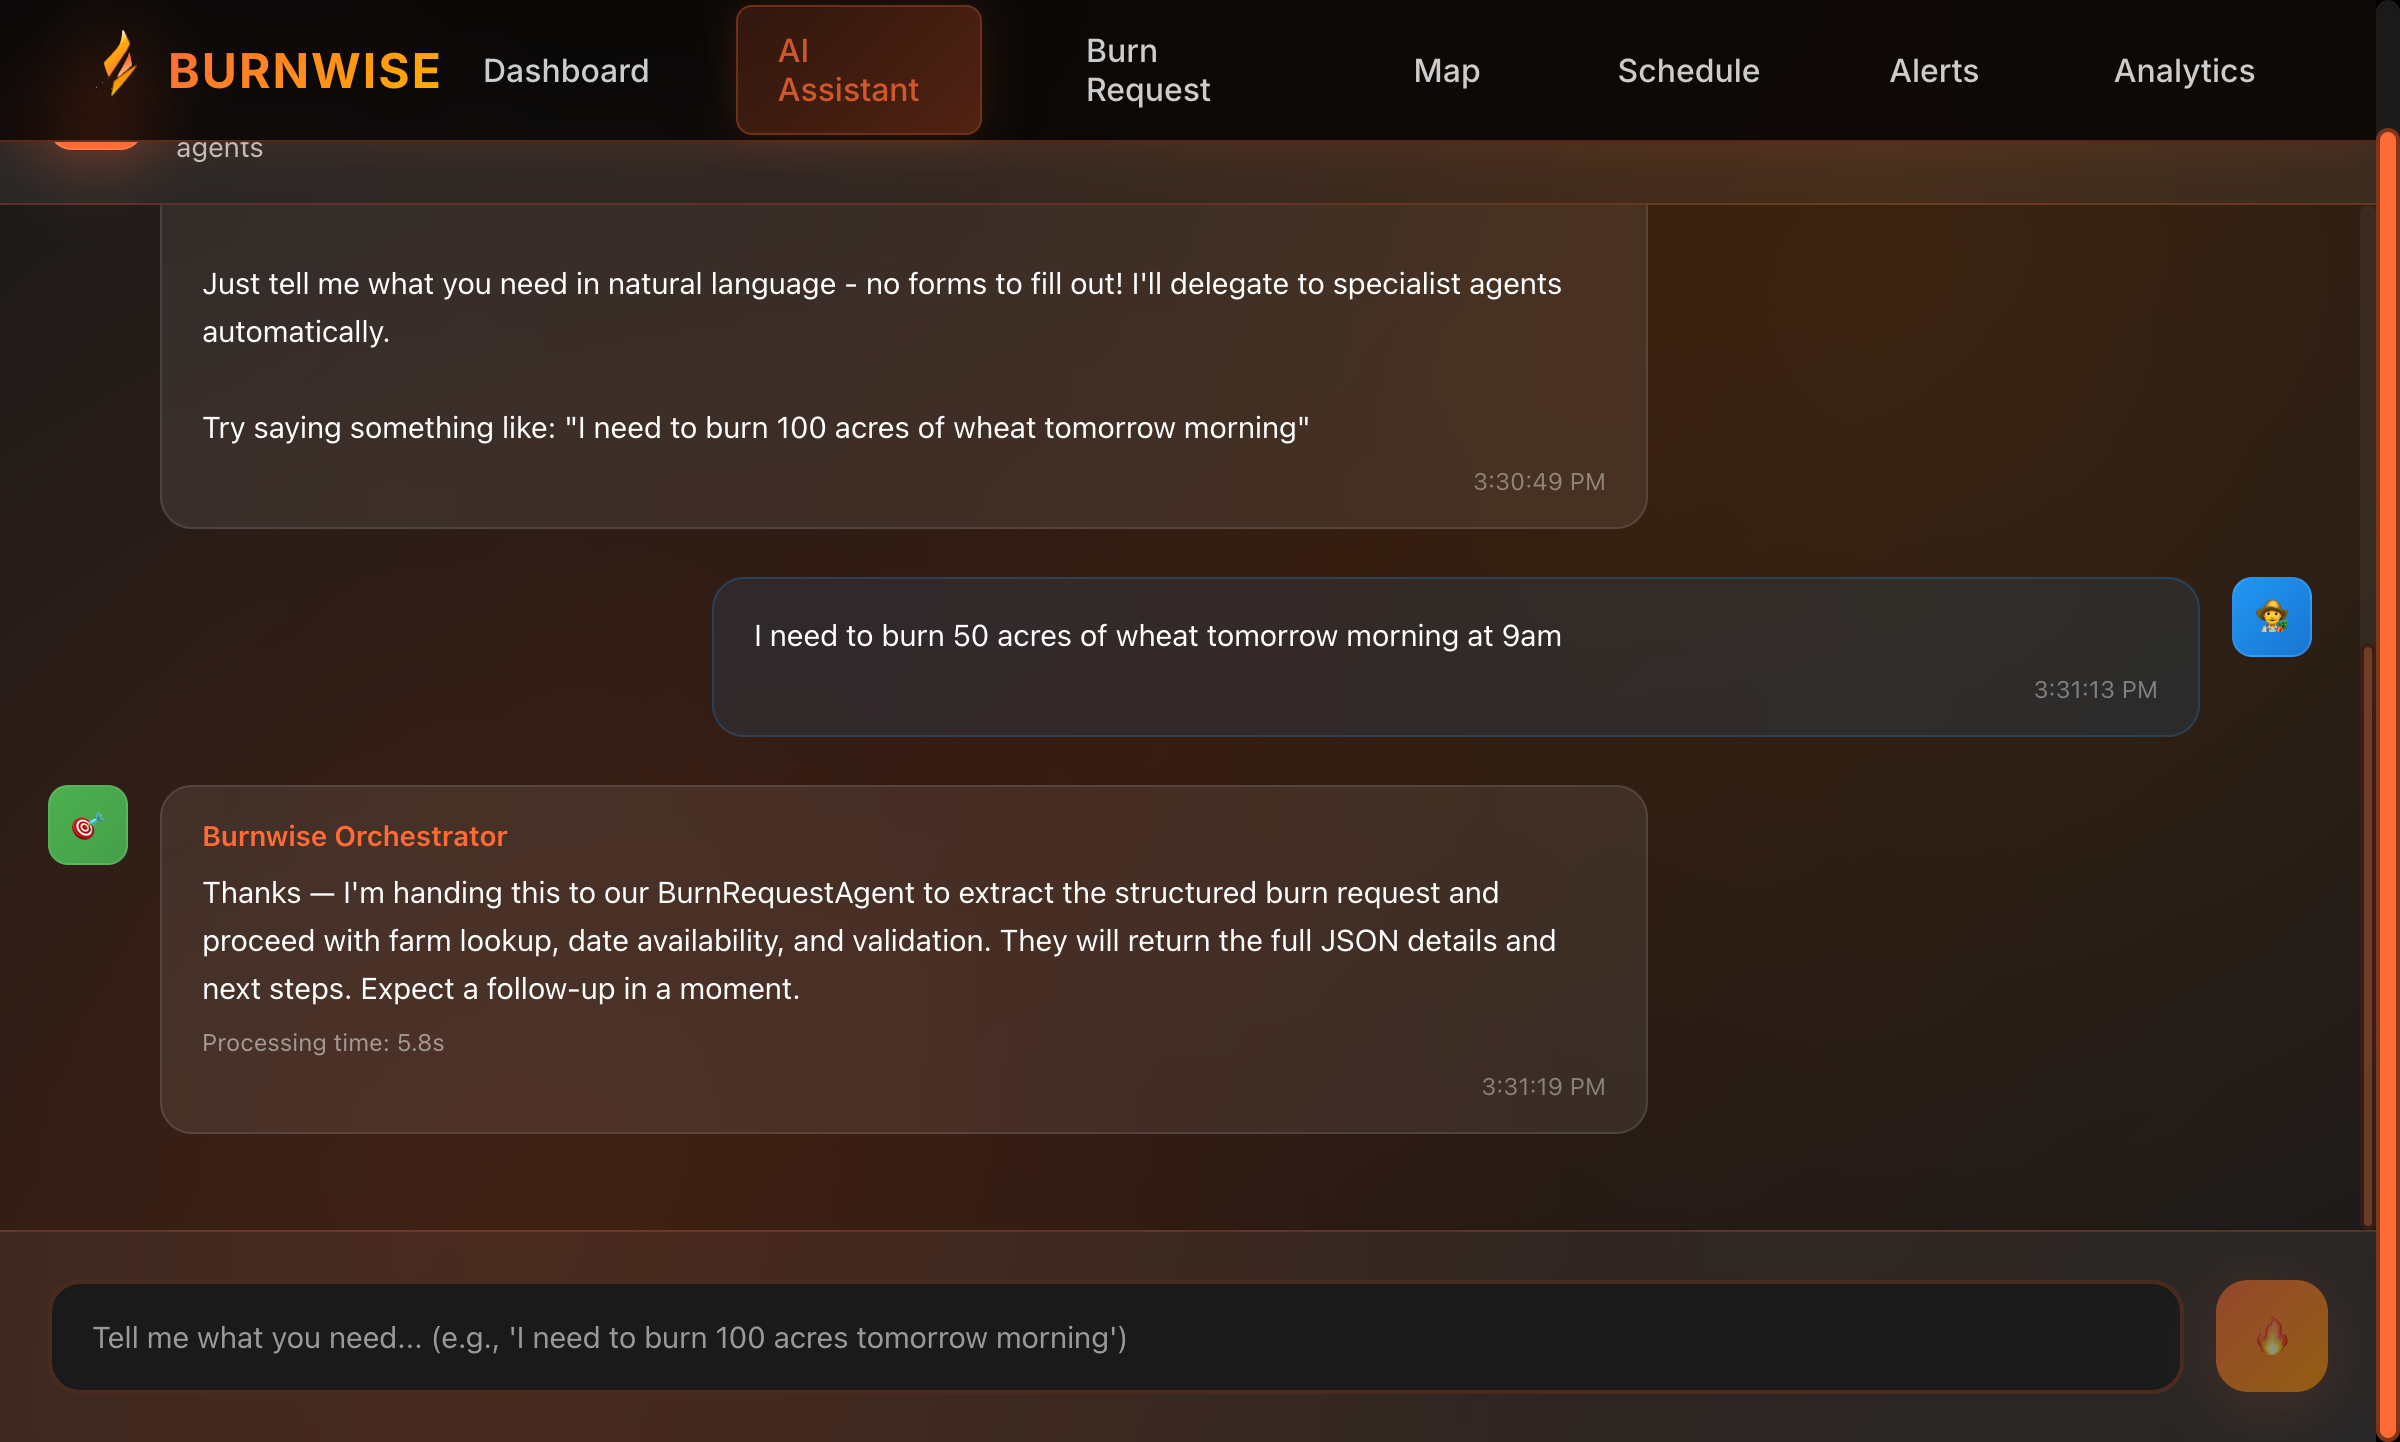 BURNWISE
Dashboard
AI
Assistant
Burn
Request
Map
Schedule
Alerts
Analytics
agents
Just tell me what you need in natural language - no forms to fill out! I'll delegate to specialist agents
automatically.
Try saying something like: "I need to burn 100 acres of wheat tomorrow morning"
3:30:49 PM
I need to burn 50 acres of wheat tomorrow morning at 9am
3:31:13 PM
Burnwise Orchestrator
Thanks — I'm handing this to our BurnRequestAgent to extract the structured burn request and
proceed with farm lookup, date availability, and validation. They will return the full JSON details and
next steps. Expect a follow-up in a moment.
Processing time: 5.8s
3:31:19 PM
Tell me what you need... (e.g., 'I need to burn 100 acres tomorrow morning')